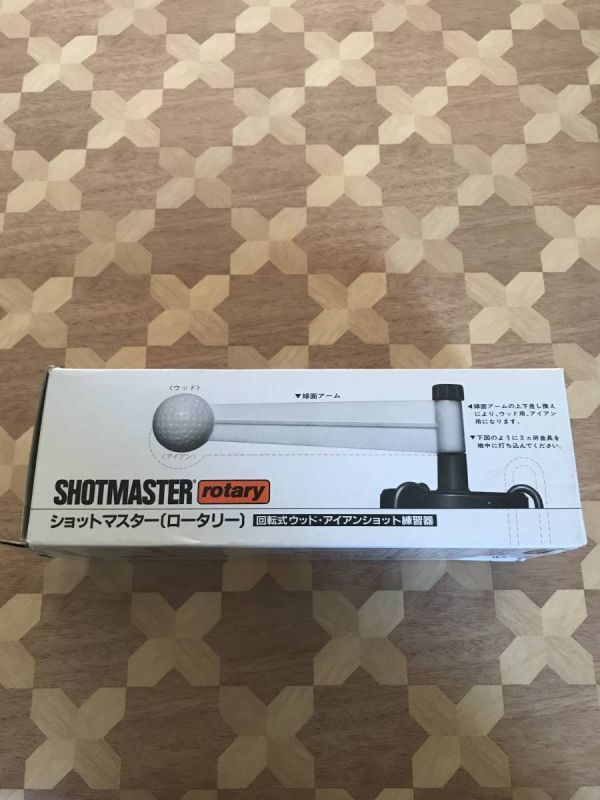 〈ウッド〉
▼球面アーム
◀球面アームの上下差し換え
により、ウッド用、アイアン
用になります。
▼下図のように3ヵ所金具を
地中に打ち込んでください。
〈アイアン〉
SHOTMASTER® rotary
ショットマスター〔ロータリー〕 回転式ウッド・アイアンショット練習器